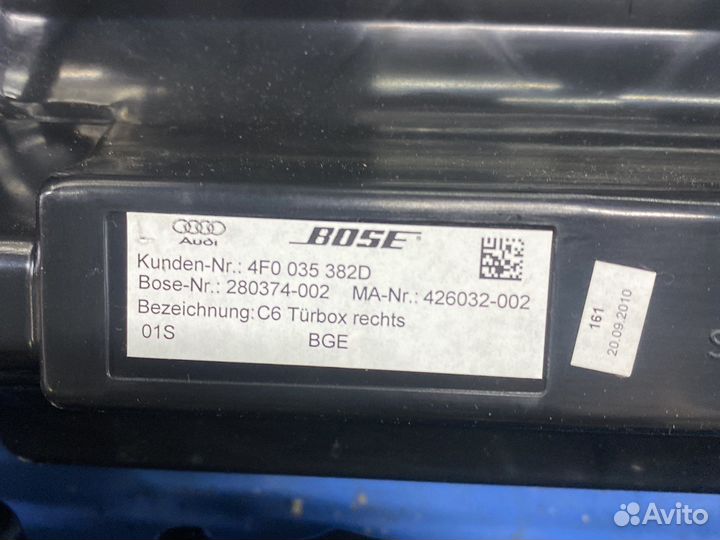 Audi BOSE
Kunden-Nr.: 4F0 035 382D
Bose-Nr.: 280374-002 MA-Nr.: 426032-002
Bezeichnung: C6 Türbox rechts
01S BGE
161
20.09.2010
Avito